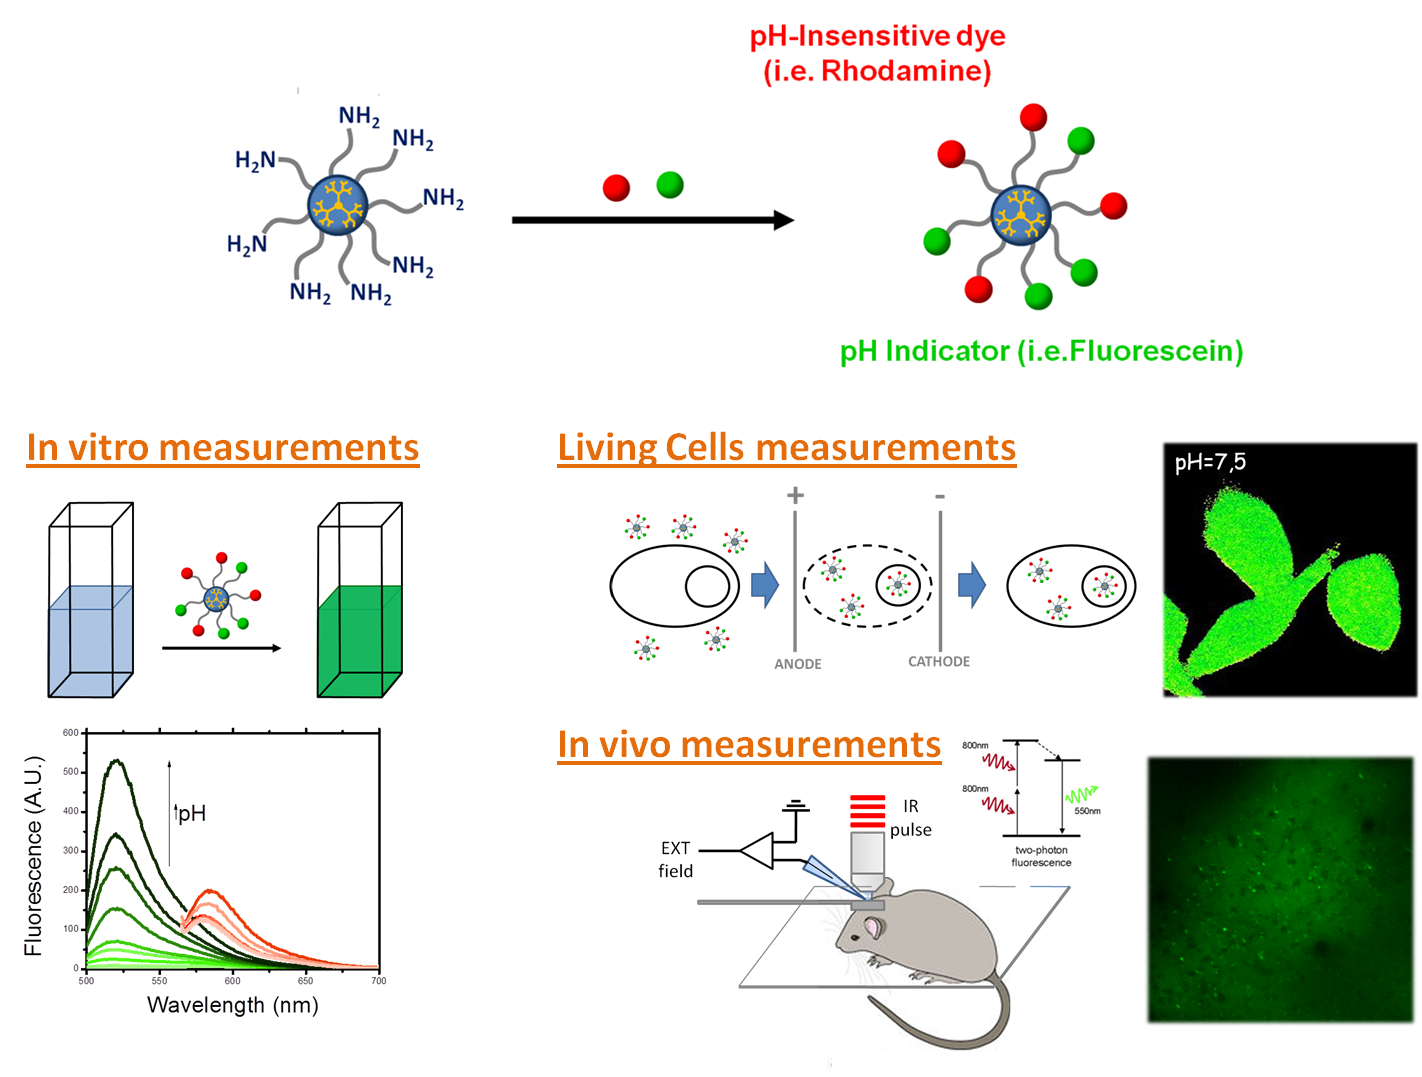 pH-Insensitive dye
(i.e. Rhodamine)
NH2
NH2
H2N
NH2
H2N
NH2
NH2
NH2
pH Indicator (i.e.Fluorescein)
In vitro measurements
Living Cells measurements
pH=7,5
+
-
ANODE
CATHODE
In vivo measurements
800nm
800nm
550nm
two-photon
fluorescence
IR
pulse
EXT
field
600
500
400
300
200
100
0
pH
Fluorescence (A.U.)
500
550
600
650
700
Wavelength (nm)